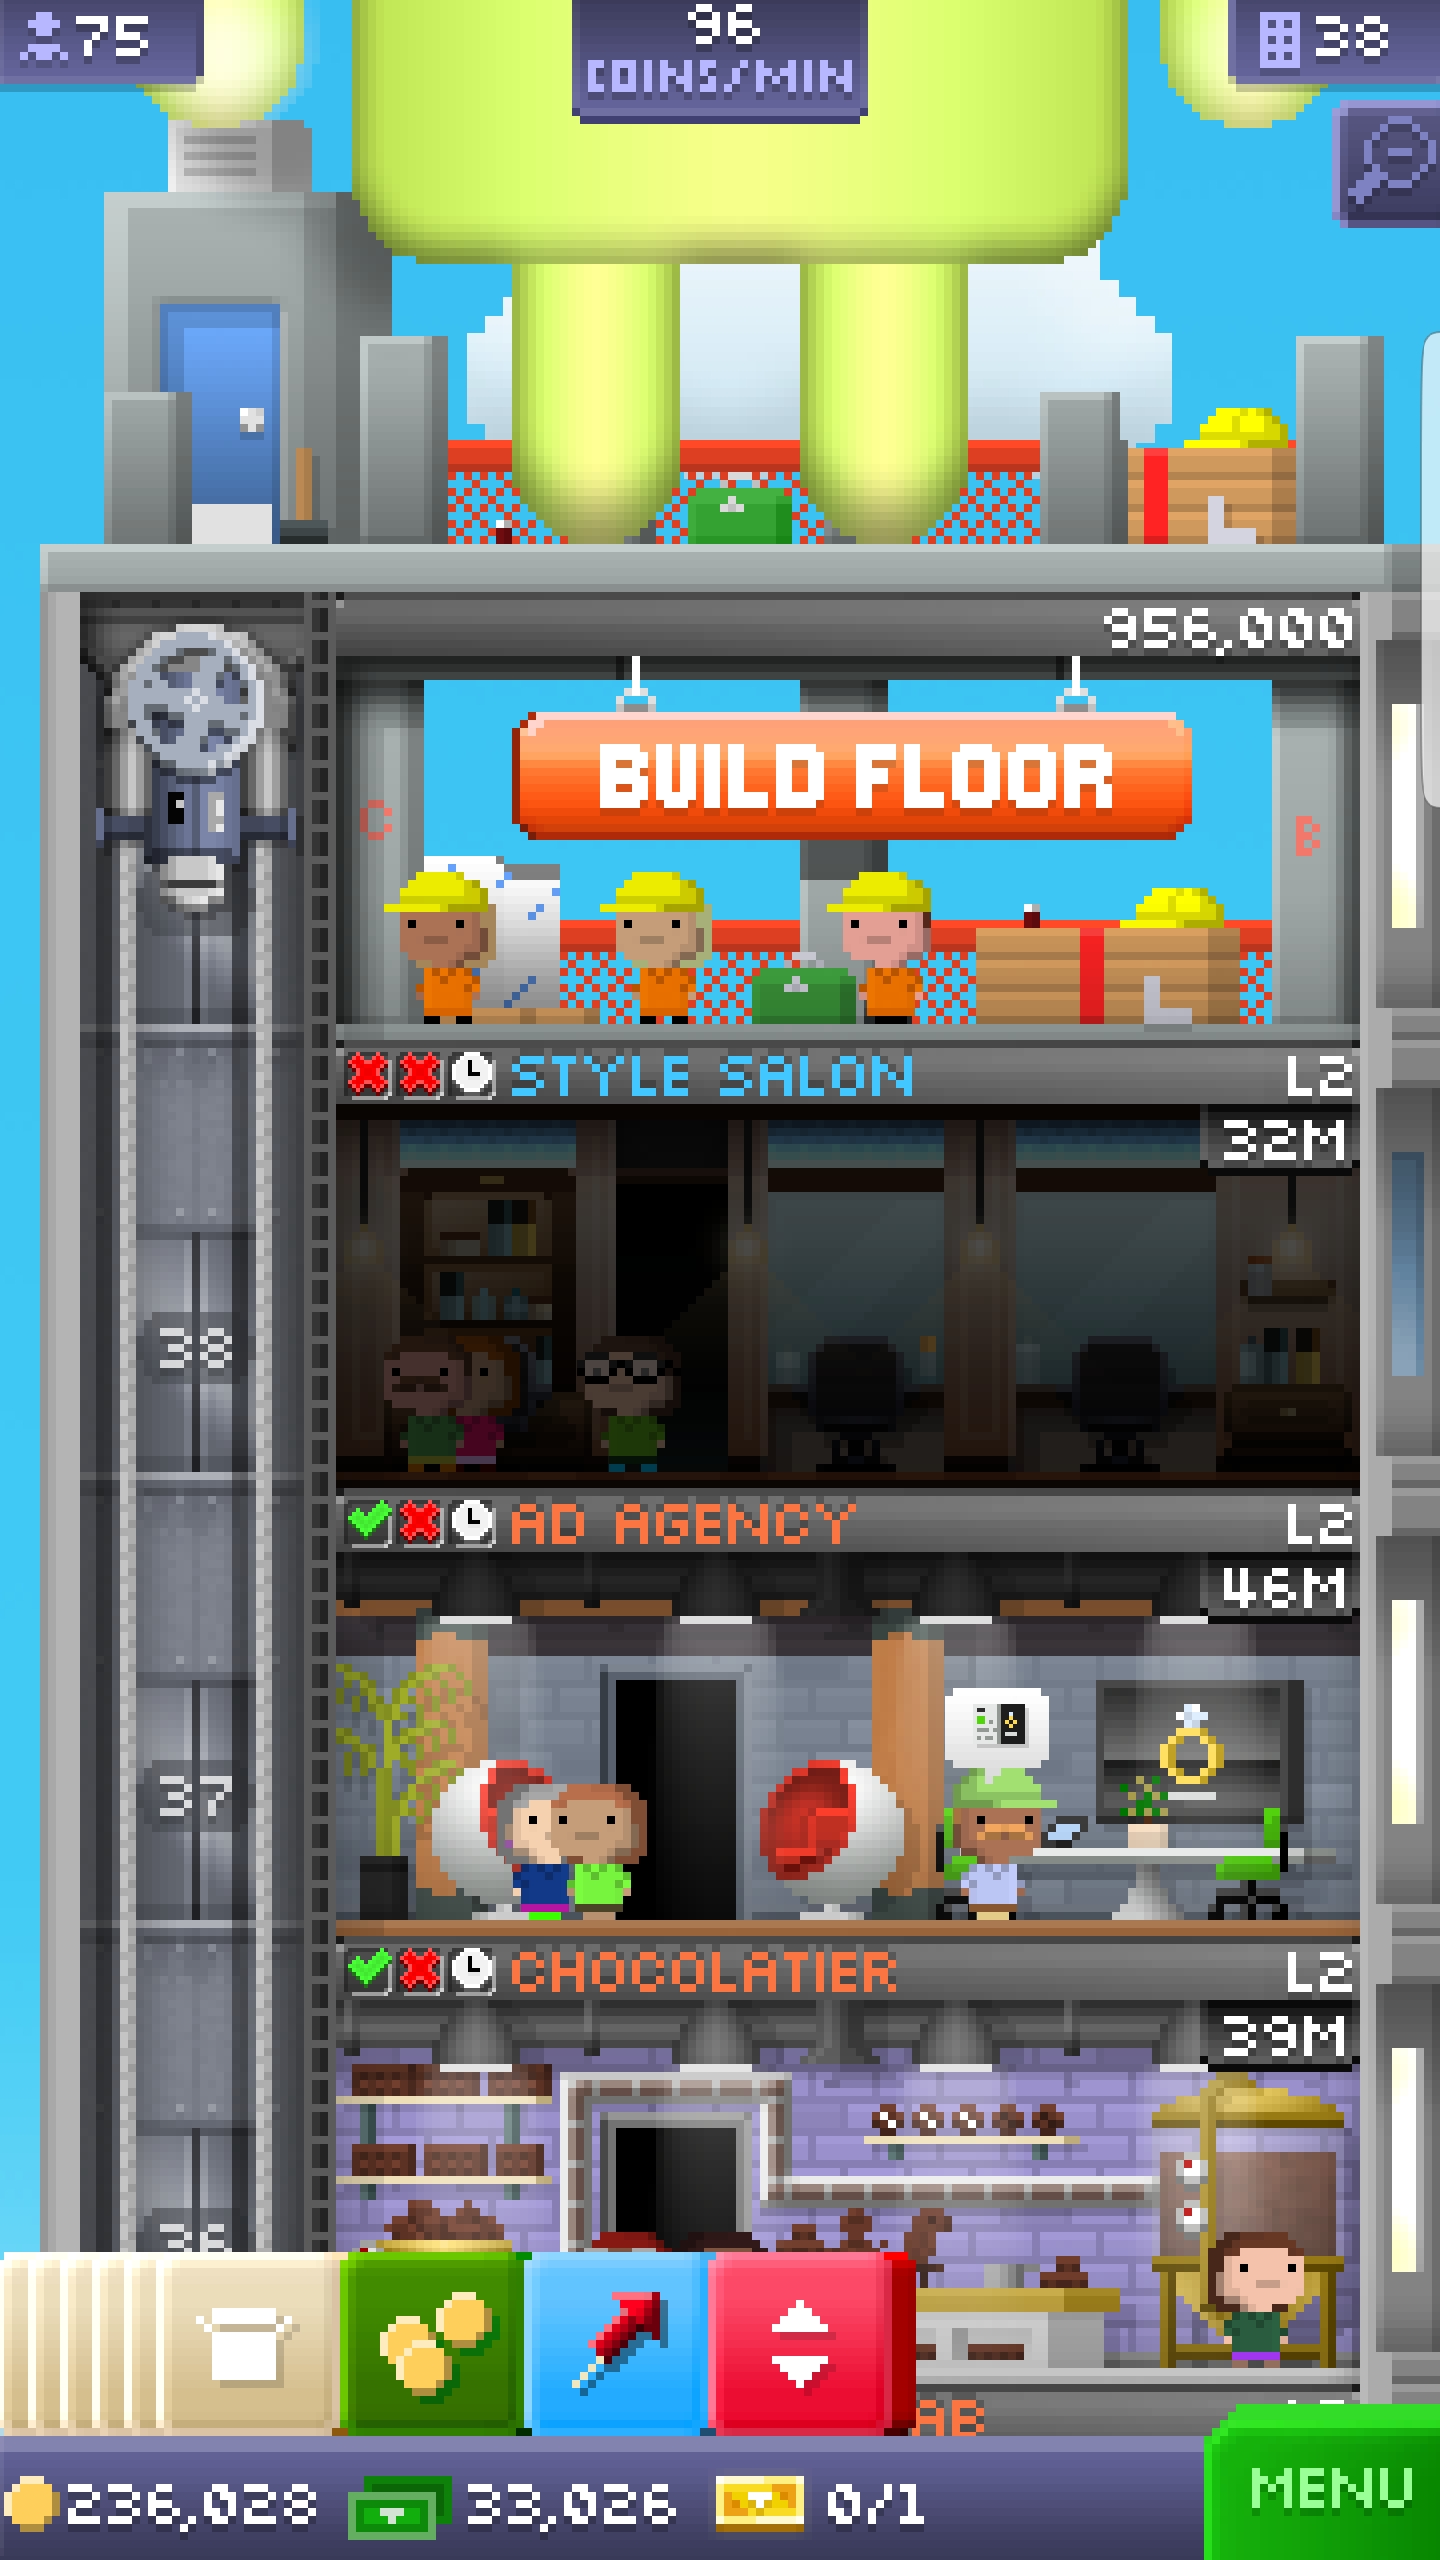 75
96
COINS/MIN
38
956,000
BUILD FLOOR
C
B
STYLE SALON
L2
32M
38
AD AGENCY
L2
46M
37
CHOCOLATIER
L2
39M
AB
236,028
33,026
0/1
MENU